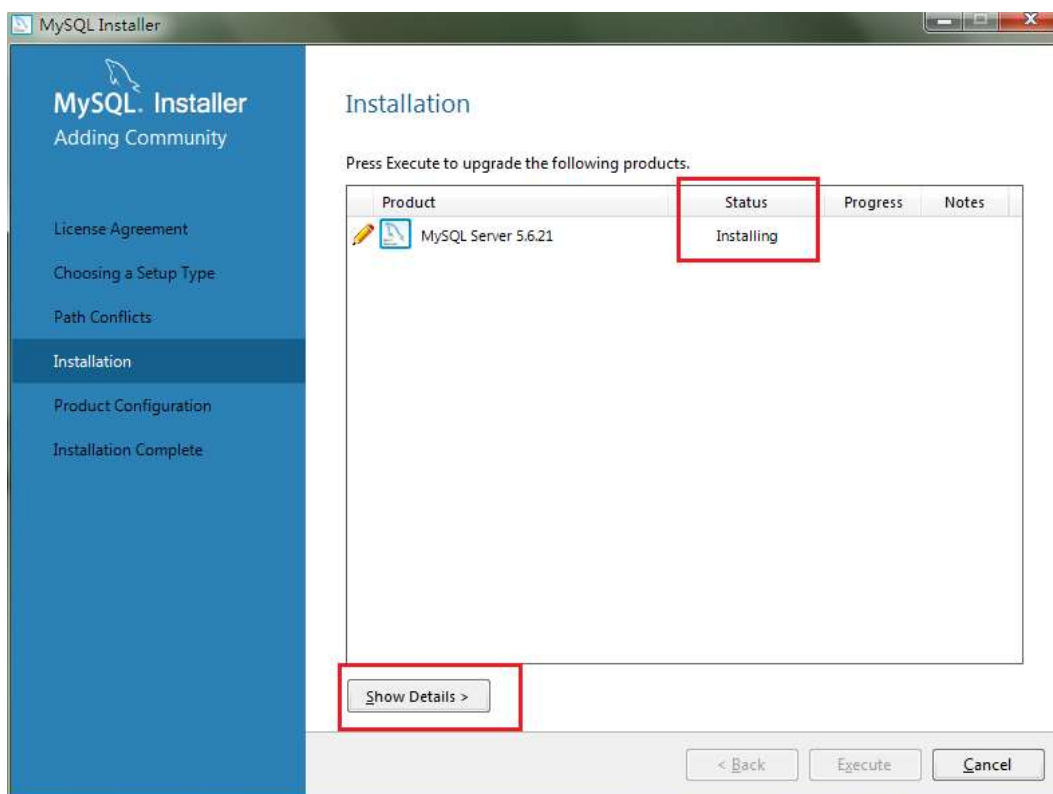 MySQL Installer
MySQL. Installer
Adding Community
License Agreement
Choosing a Setup Type
Path Conflicts
Installation
Product Configuration
Installation Complete
Installation
Press Execute to upgrade the following products.
Product Status Progress Notes
MySQL Server 5.6.21 Installing
Show Details >
< Back Execute Cancel